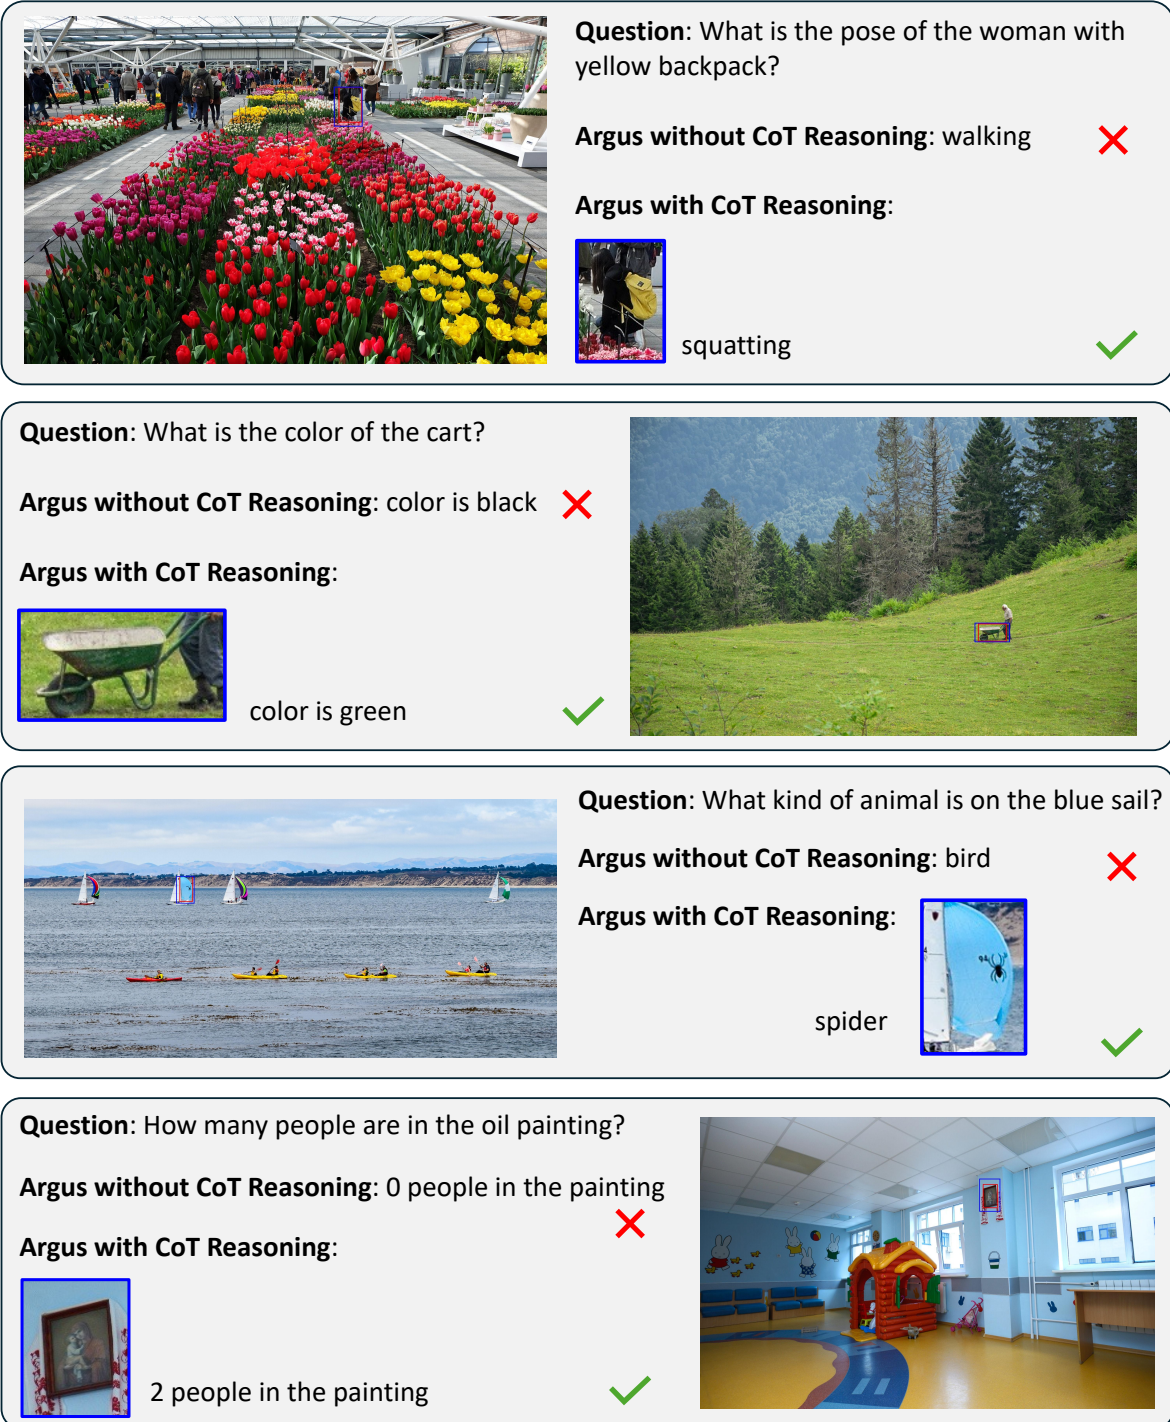 Question: What is the pose of the woman with
yellow backpack?
Argus without CoT Reasoning: walking
Argus with CoT Reasoning:
squatting
Question: What is the color of the cart?
Argus without CoT Reasoning: color is black
Argus with CoT Reasoning:
color is green
Question: What kind of animal is on the blue sail?
Argus without CoT Reasoning: bird
Argus with CoT Reasoning:
spider
Question: How many people are in the oil painting?
Argus without CoT Reasoning: 0 people in the painting
Argus with CoT Reasoning:
2 people in the painting